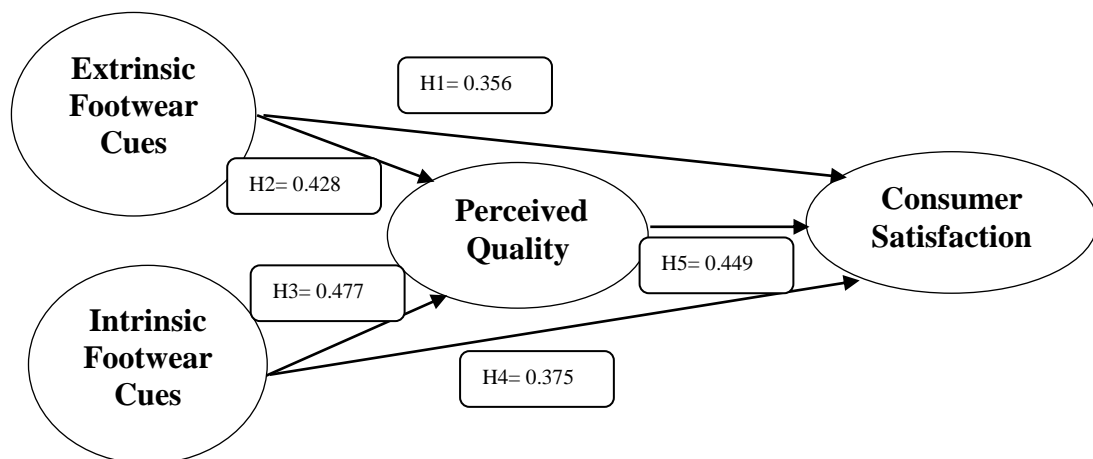 Extrinsic
Footwear
Cues
H1= 0.356
H2= 0.428
Perceived
Quality
Consumer
Satisfaction
H5= 0.449
H3= 0.477
Intrinsic
Footwear
Cues
H4= 0.375